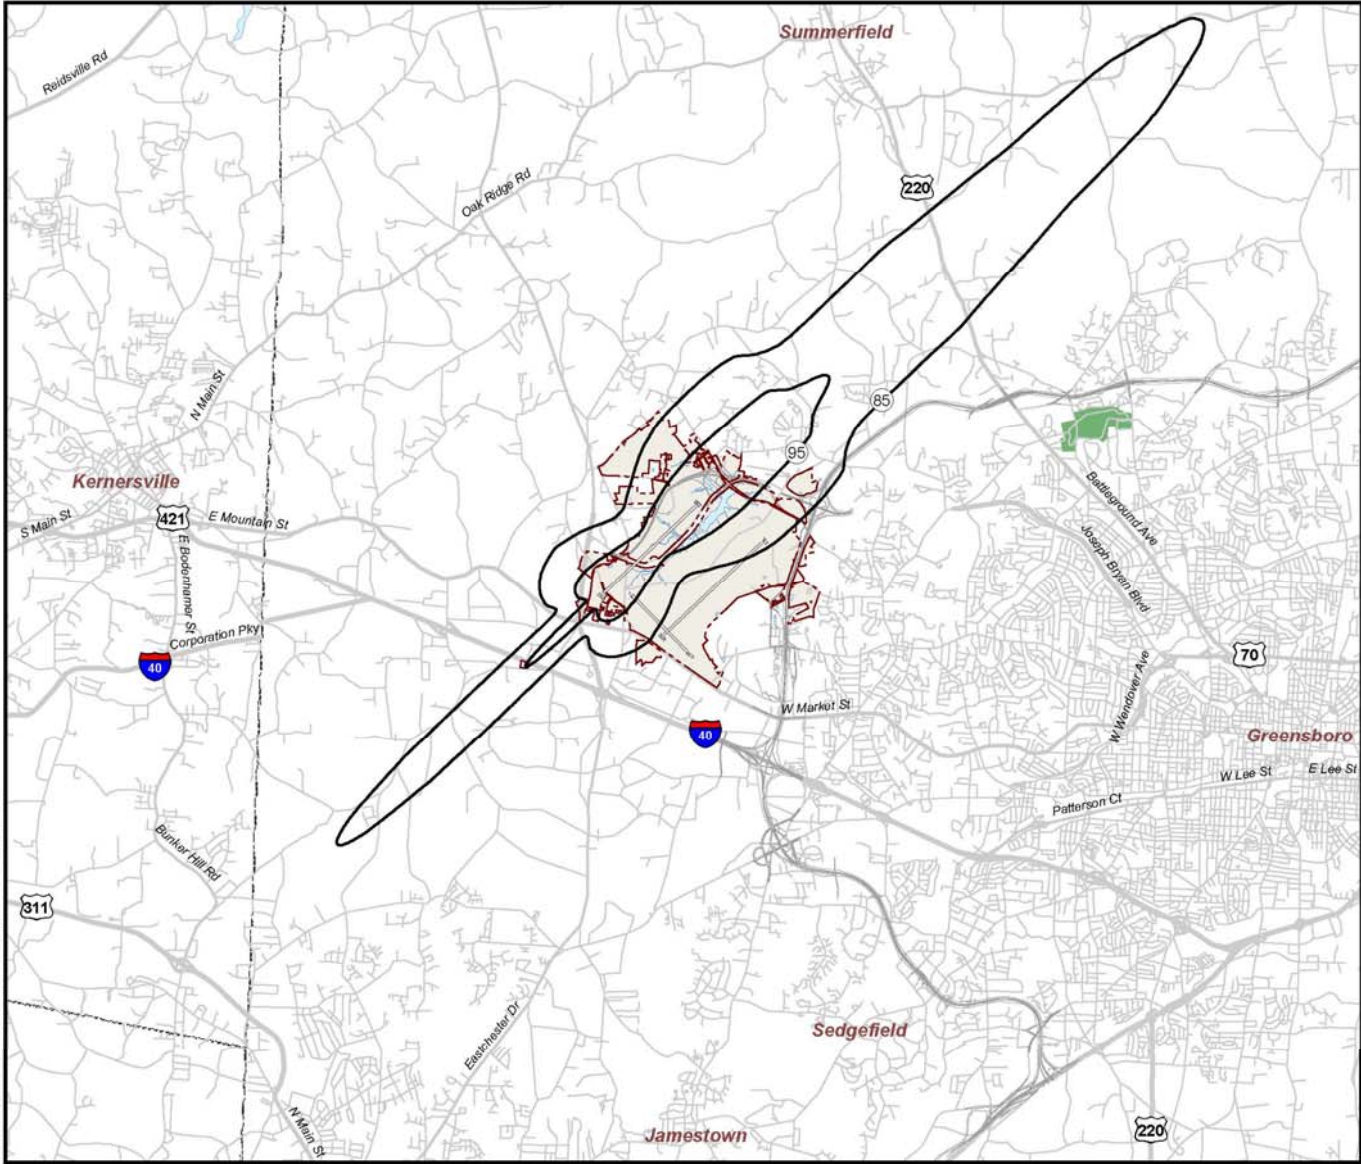 Summerfield
Reidsville Rd
220
Oak Ridge Rd
N Main St
85
95
Kernersville
Battleground Ave
S Main St
421
E Mountain St
E Bodenhamer St
Joseph Bryan Blvd
Corporation Pky
40
70
W Wendover Ave
W Market St
40
Greensboro
W Lee St
E Lee St
Patterson Ct
Bunker Hill Rd
311
Eastchester Dr
Sedgefield
N Main St
Jamestown
220